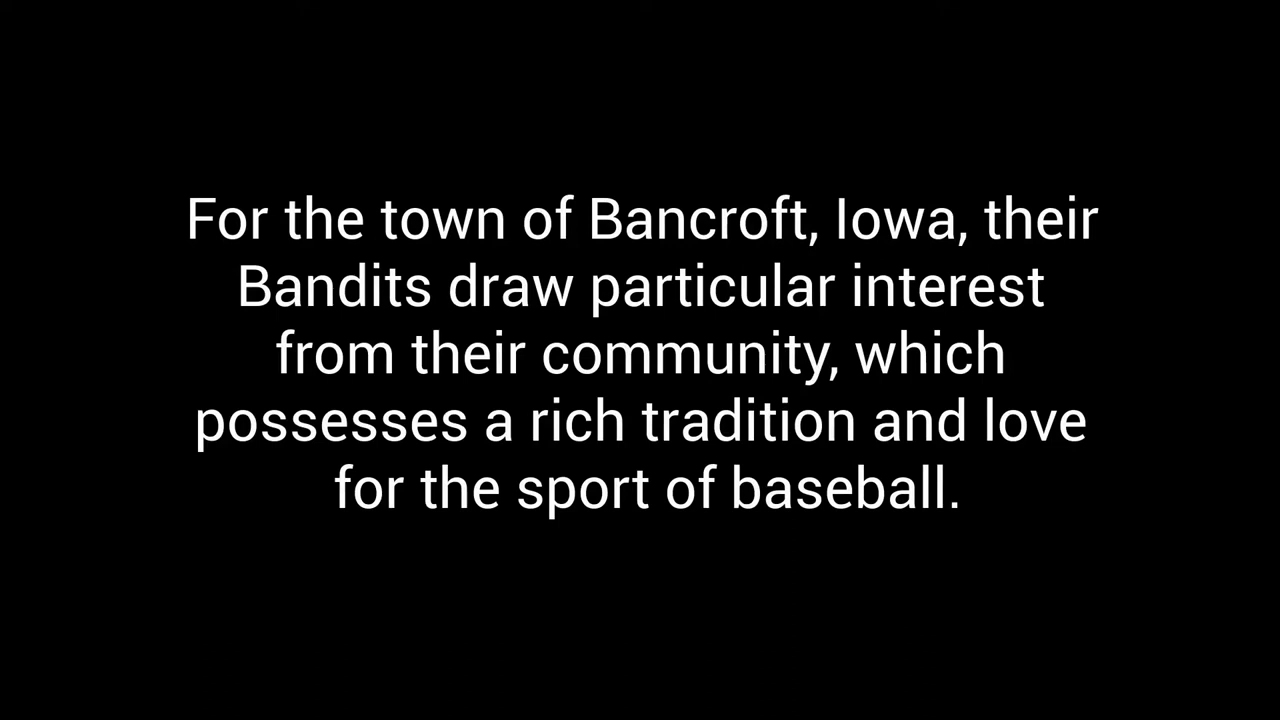 For the town of Bancroft, Iowa, their
Bandits draw particular interest
from their community, which
possesses a rich tradition and love
for the sport of baseball.